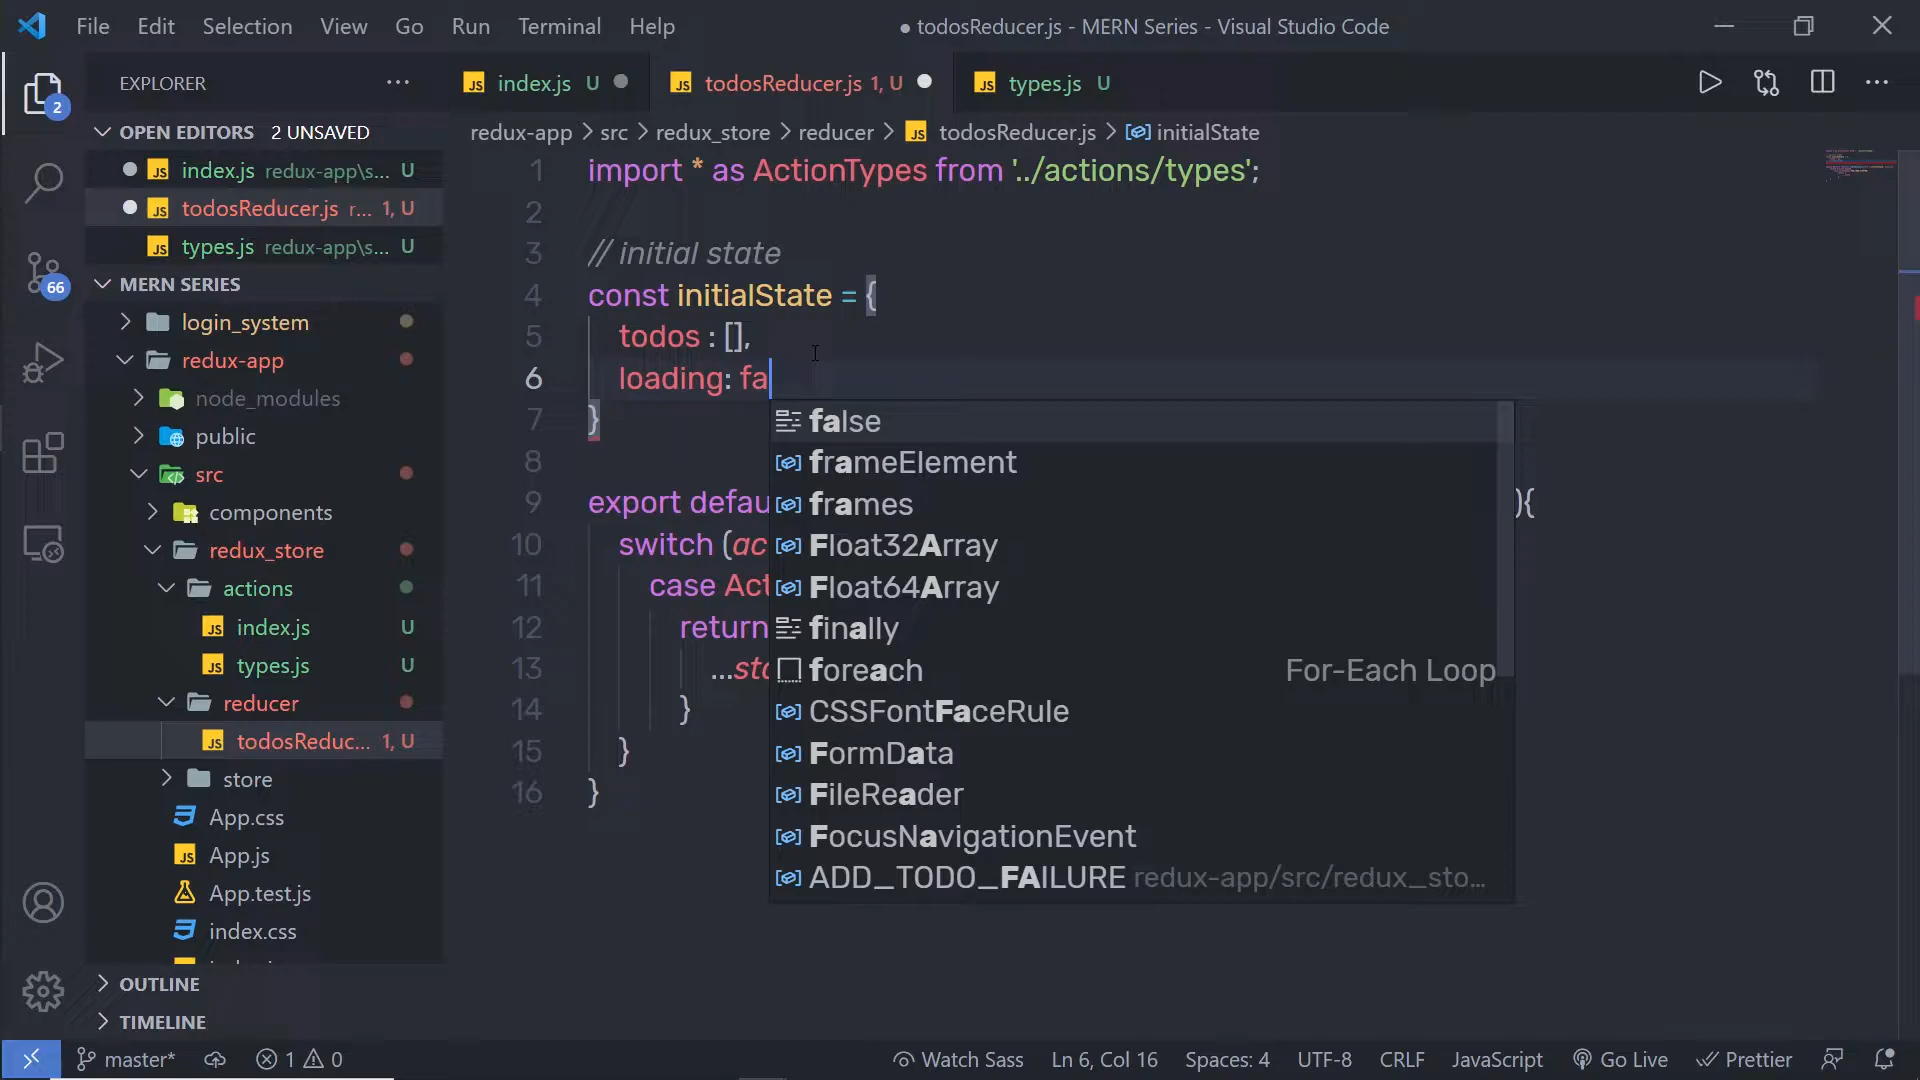 File Edit Selection View Go Run Terminal Help
● todosReducer.js - MERN Series - Visual Studio Code
EXPLORER
index.js U
todosReducer.js 1, U
types.js U
OPEN EDITORS 2 UNSAVED
index.js redux-app\s... U
todosReducer.js r... 1, U
types.js redux-app\s... U
MERN SERIES
login_system
redux-app
node_modules
public
src
components
redux_store
actions
index.js U
types.js U
reducer
todosReduc... 1, U
store
App.css
App.js
App.test.js
index.css
OUTLINE
TIMELINE
2
66
redux-app > src > redux_store > reducer > todosReducer.js > initialState
1 import * as ActionTypes from '../actions/types';
2
3 // initial state
4 const initialState = {
5 todos : [],
6 loading: fa
7 }
8
9 export defau ){
10 switch (ac
11 case Act
12 return
13 ...sta
14 }
15 }
16 }
false
frameElement
frames
Float32Array
Float64Array
finally
foreach For-Each Loop
CSSFontFaceRule
FormData
FileReader
FocusNavigationEvent
ADD_TODO_FAILURE redux-app/src/redux_sto...
master* 1 0 Watch Sass Ln 6, Col 16 Spaces: 4 UTF-8 CRLF JavaScript Go Live Prettier